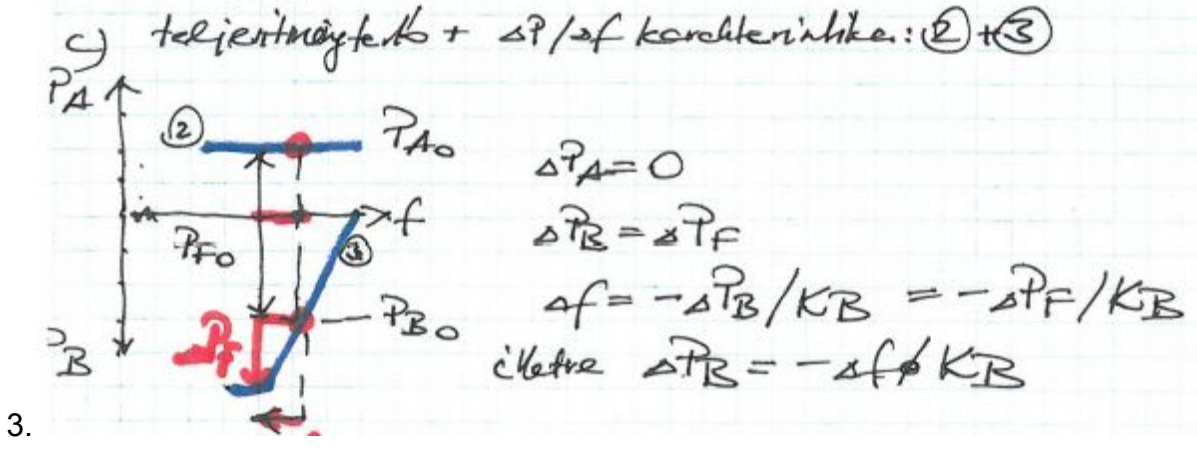 c) teljesítménytartó + ΔP/Δf karakterisztika: ② + ③
P_A
②
P_A0
ΔP_A = 0
f
ΔP_B = ΔP_F
P_F0
③
Δf = -ΔP_B/K_B = -ΔP_F/K_B
P_B0
ΔP_F
P_B
illetve ΔP_B = -Δf K_B
3.